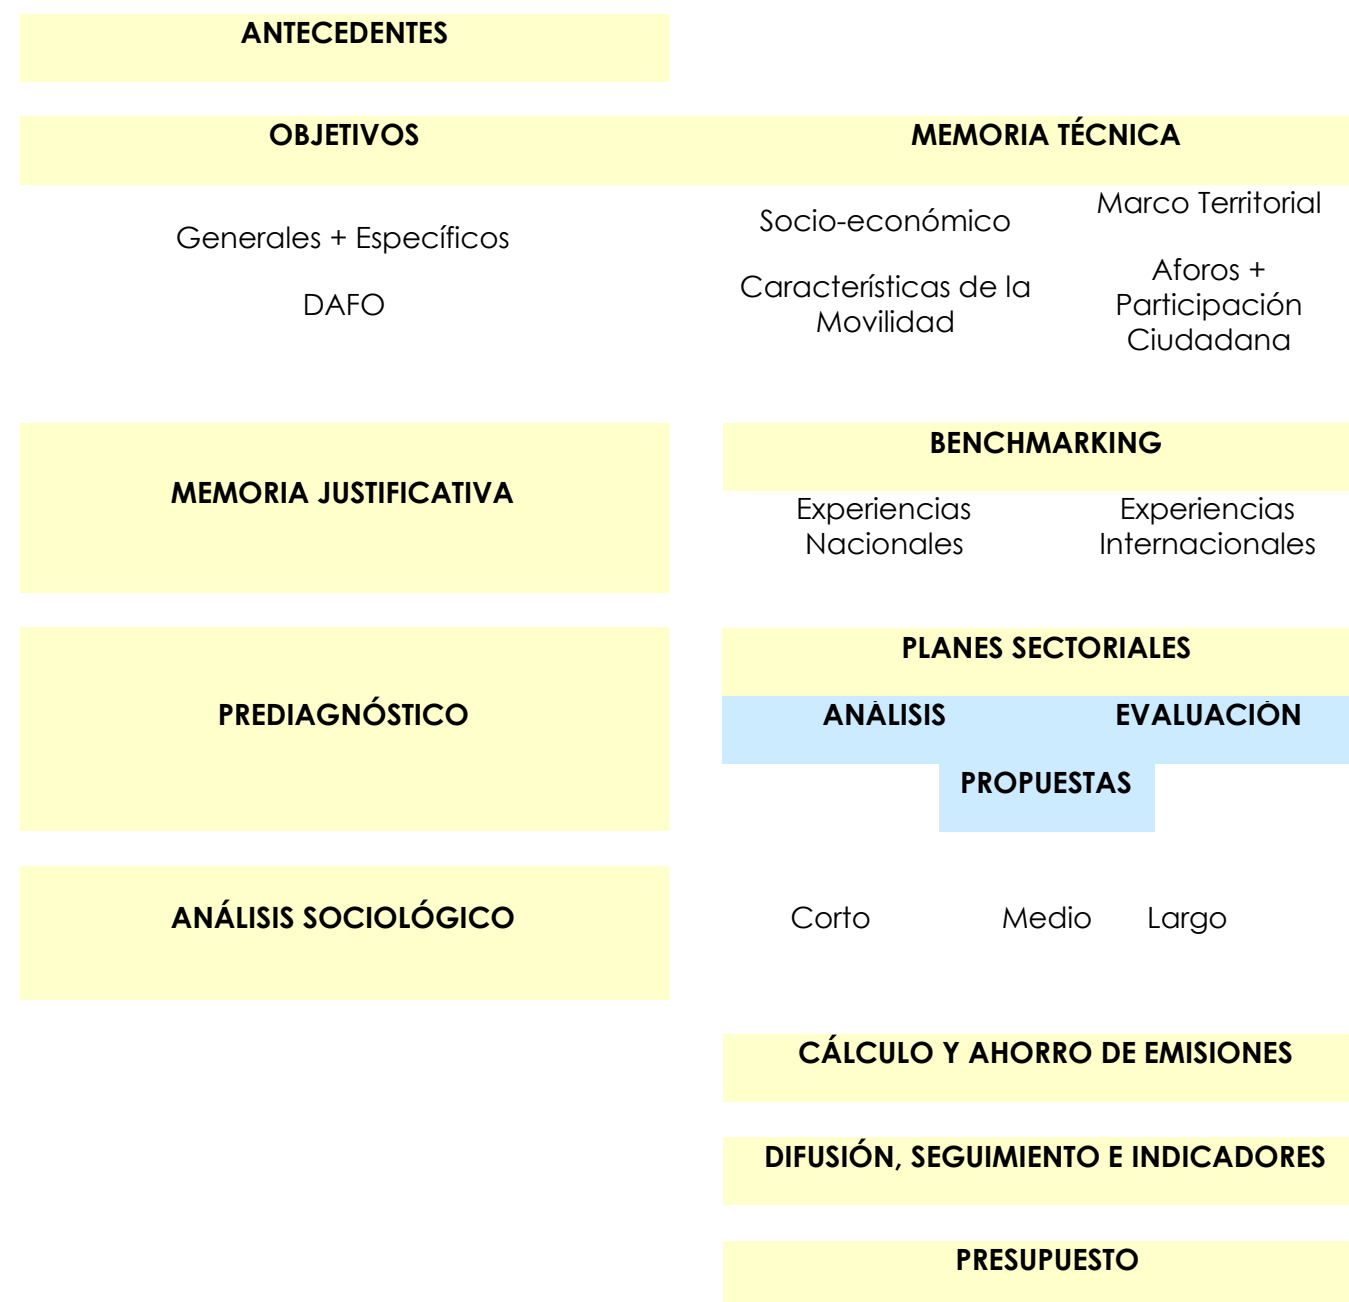 ANTECEDENTES
OBJETIVOS
MEMORIA TÉCNICA
Generales + Específicos
DAFO
Socio-económico
Marco Territorial
Características de la
Movilidad
Aforos +
Participación
Ciudadana
MEMORIA JUSTIFICATIVA
BENCHMARKING
Experiencias
Nacionales
Experiencias
Internacionales
PREDIAGNÓSTICO
PLANES SECTORIALES
ANÁLISIS
EVALUACIÓN
PROPUESTAS
ANÁLISIS SOCIOLÓGICO
Corto
Medio
Largo
CÁLCULO Y AHORRO DE EMISIONES
DIFUSIÓN, SEGUIMIENTO E INDICADORES
PRESUPUESTO